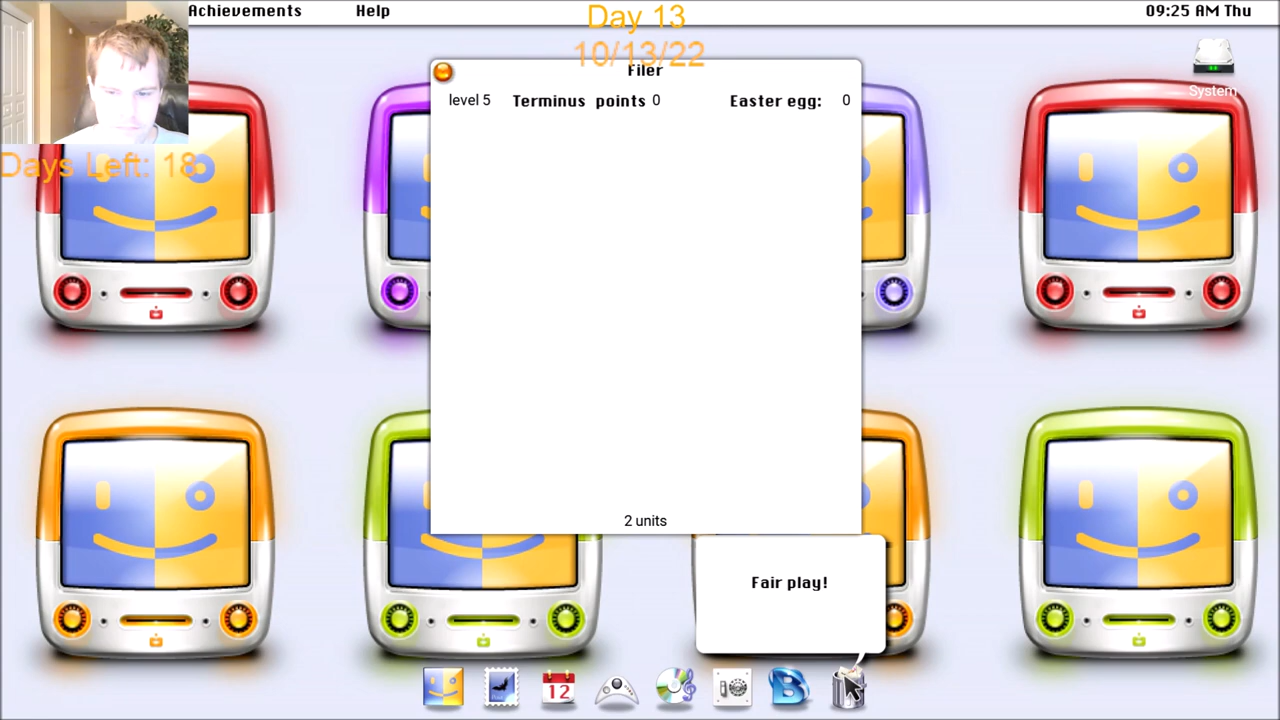 Achievements
Help
Day 13
09:25 AM Thu
10/13/22
Filer
level 5
Terminus points 0
Easter egg: 0
System
Days Left: 18
2 units
Fair play!
12
B